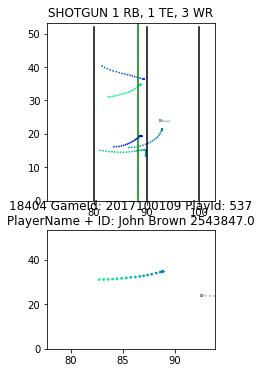 SHOTGUN 1 RB, 1 TE, 3 WR
50
40
30
20
10
0
80 90 100
18404 GameId: 2017100109 PlayId: 537
PlayerName + ID: John Brown 2543847.0
40
20
0
80 85 90